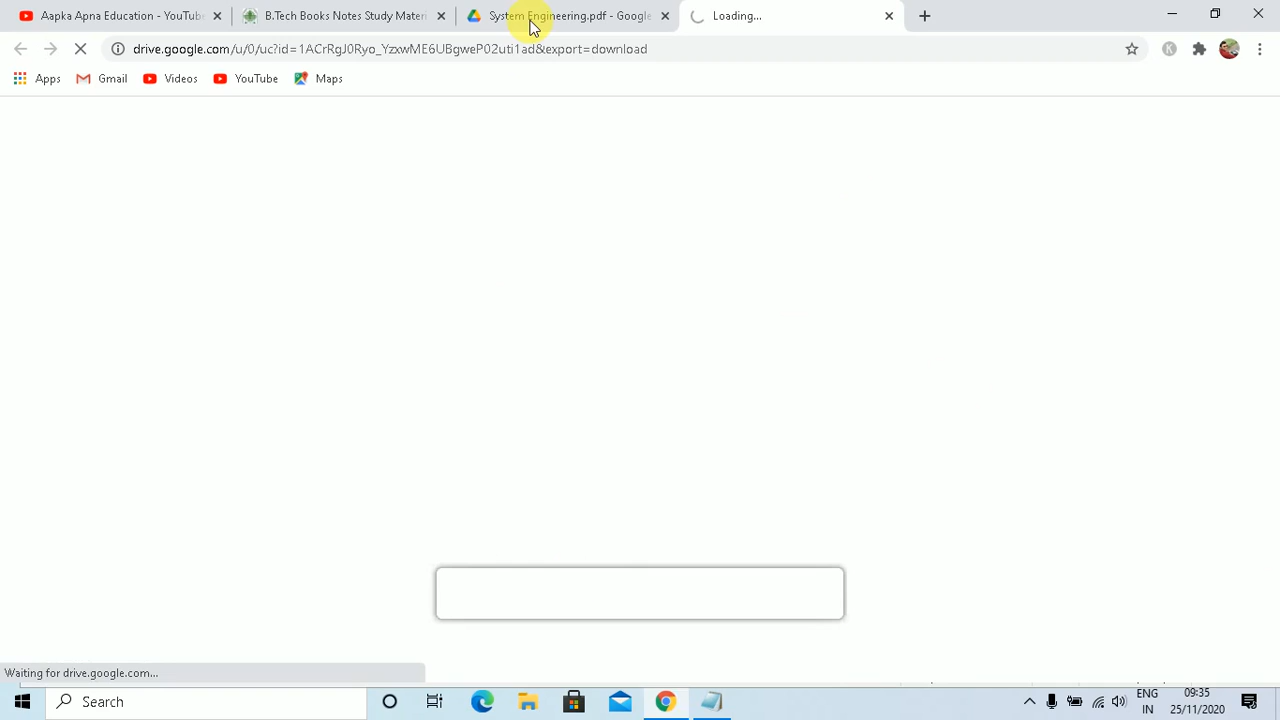 Aapka Apna Education - YouTub
B.Tech Books Notes Study Mater
System Engineering.pdf - Google
Loading...
drive.google.com/u/0/uc?id=1ACrRgJ0Ryo_YzxwME6UBgweP02uti1ad&export=download
K
Apps
Gmail
Videos
YouTube
Maps
Waiting for drive.google.com...
Search
ENG
IN
09:35
25/11/2020